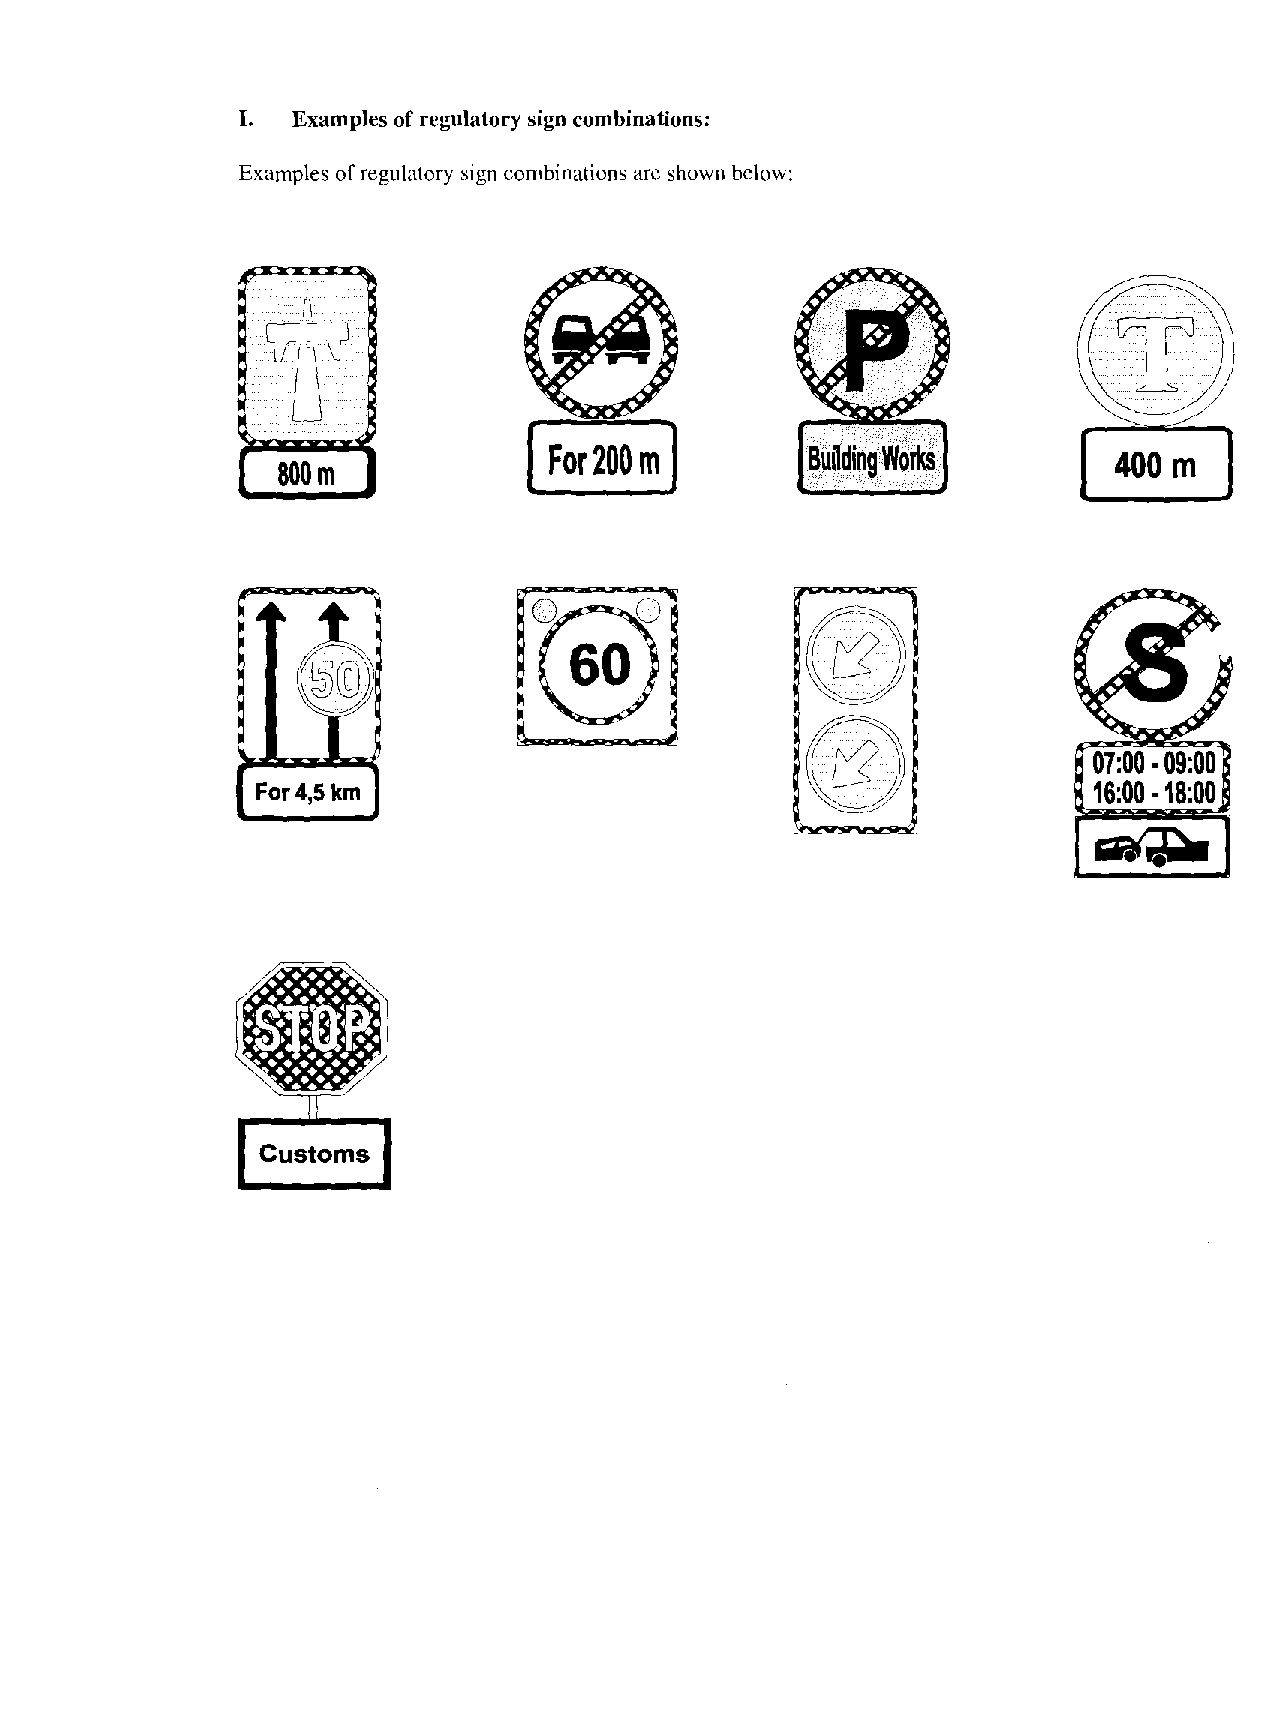 I. Examples of regulatory sign combinations:
Examples of regulatory sign combinations are shown below:
800 m
For 200 m
P
Building Works
T
400 m
50
For 4,5 km
60
S
07:00 - 09:00
16:00 - 18:00
STOP
Customs